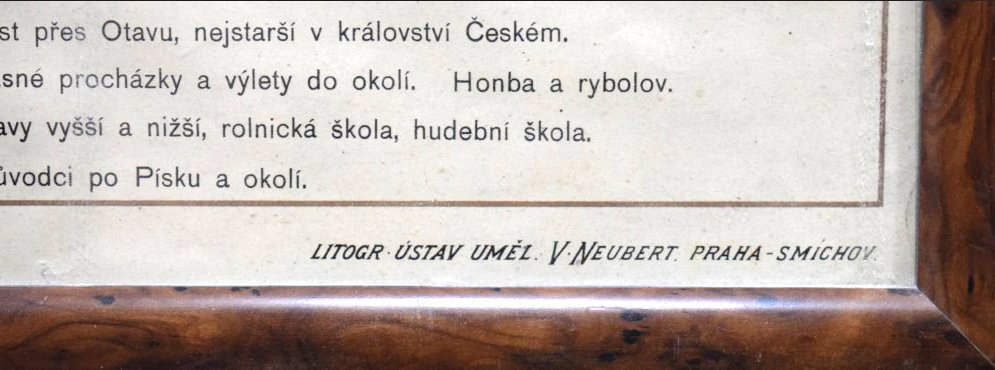 st přes Otavu, nejstarší v království Českém.
sné procházky a výlety do okolí. Honba a rybolov.
avy vyšší a nižší, rolnická škola, hudební škola.
ůvodci po Písku a okolí.
LITOGR. ÚSTAV UMĚL. V. NEUBERT. PRAHA-SMÍCHOV.